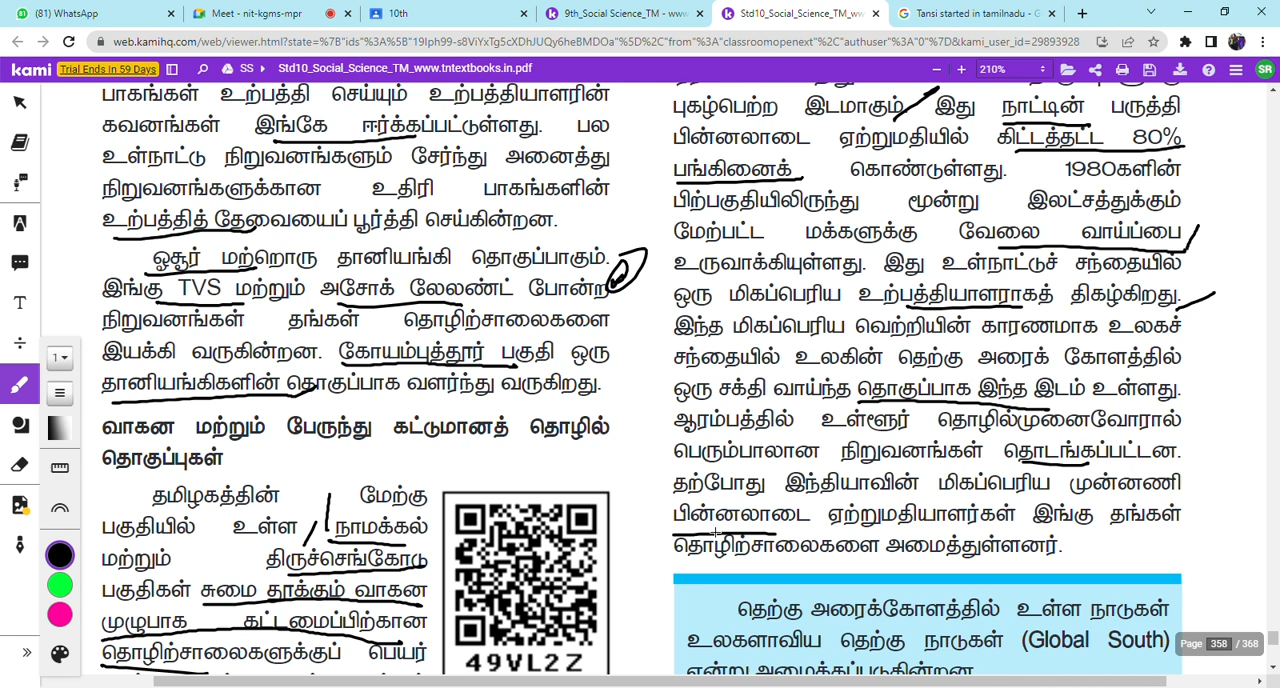 (81) WhatsApp
Meet - nit-kgms-mpr
10th
9th_Social Science_TM - www
Std10_Social_Science_TM_ww
Tansi started in tamilnadu - G
web.kamihq.com/web/viewer.html?state=%7B"ids"%3A%5B"19Iph99-s8ViYxTg5cXDhJUQy6heBMDOa"%5D%2C"from"%3A"classroomopenext"%2C"authuser"%3A"0"%7D&kami_user_id=29893928
kami
Trial Ends In 59 Days
SS
Std10_Social_Science_TM_www.tntextbooks.in.pdf
210%
SR
பாகங்கள் உற்பத்தி செய்யும் உற்பத்தியாளரின்
கவனங்கள் இங்கே ஈர்க்கப்பட்டுள்ளது. பல
உள்நாட்டு நிறுவனங்களும் சேர்ந்து அனைத்து
நிறுவனங்களுக்கான உதிரி பாகங்களின்
உற்பத்தித் தேவையைப் பூர்த்தி செய்கின்றன.
ஓசூர் மற்றொரு தானியங்கி தொகுப்பாகும்.
இங்கு TVS மற்றும் அசோக் லேலண்ட் போன்ற
நிறுவனங்கள் தங்கள் தொழிற்சாலைகளை
இயக்கி வருகின்றன. கோயம்புத்தூர் பகுதி ஒரு
தானியங்கிகளின் தொகுப்பாக வளர்ந்து வருகிறது.
வாகன மற்றும் பேருந்து கட்டுமானத் தொழில்
தொகுப்புகள்
தமிழகத்தின் மேற்கு
பகுதியில் உள்ள நாமக்கல்
மற்றும் திருச்செங்கோடு
பகுதிகள் சுமை தூக்கும் வாகன
முழுபாக கட்டமைப்பிற்கான
தொழிற்சாலைகளுக்குப் பெயர்
49VL2Z
புகழ்பெற்ற இடமாகும். இது நாட்டின் பருத்தி
பின்னலாடை ஏற்றுமதியில் கிட்டத்தட்ட 80%
பங்கினைக் கொண்டுள்ளது. 1980களின்
பிற்பகுதியிலிருந்து மூன்று இலட்சத்துக்கும்
மேற்பட்ட மக்களுக்கு வேலை வாய்ப்பை
உருவாக்கியுள்ளது. இது உள்நாட்டுச் சந்தையில்
ஒரு மிகப்பெரிய உற்பத்தியாளராகத் திகழ்கிறது.
இந்த மிகப்பெரிய வெற்றியின் காரணமாக உலகச்
சந்தையில் உலகின் தெற்கு அரைக் கோளத்தில்
ஒரு சக்தி வாய்ந்த தொகுப்பாக இந்த இடம் உள்ளது.
ஆரம்பத்தில் உள்ளூர் தொழில்முனைவோரால்
பெரும்பாலான நிறுவனங்கள் தொடங்கப்பட்டன.
தற்போது இந்தியாவின் மிகப்பெரிய முன்னணி
பின்னலாடை ஏற்றுமதியாளர்கள் இங்கு தங்கள்
தொழிற்சாலைகளை அமைத்துள்ளனர்.
தெற்கு அரைக்கோளத்தில் உள்ள நாடுகள்
உலகளாவிய தெற்கு நாடுகள் (Global South)
என்று அழைக்கப்படுகின்றன
Page 358 / 368
1